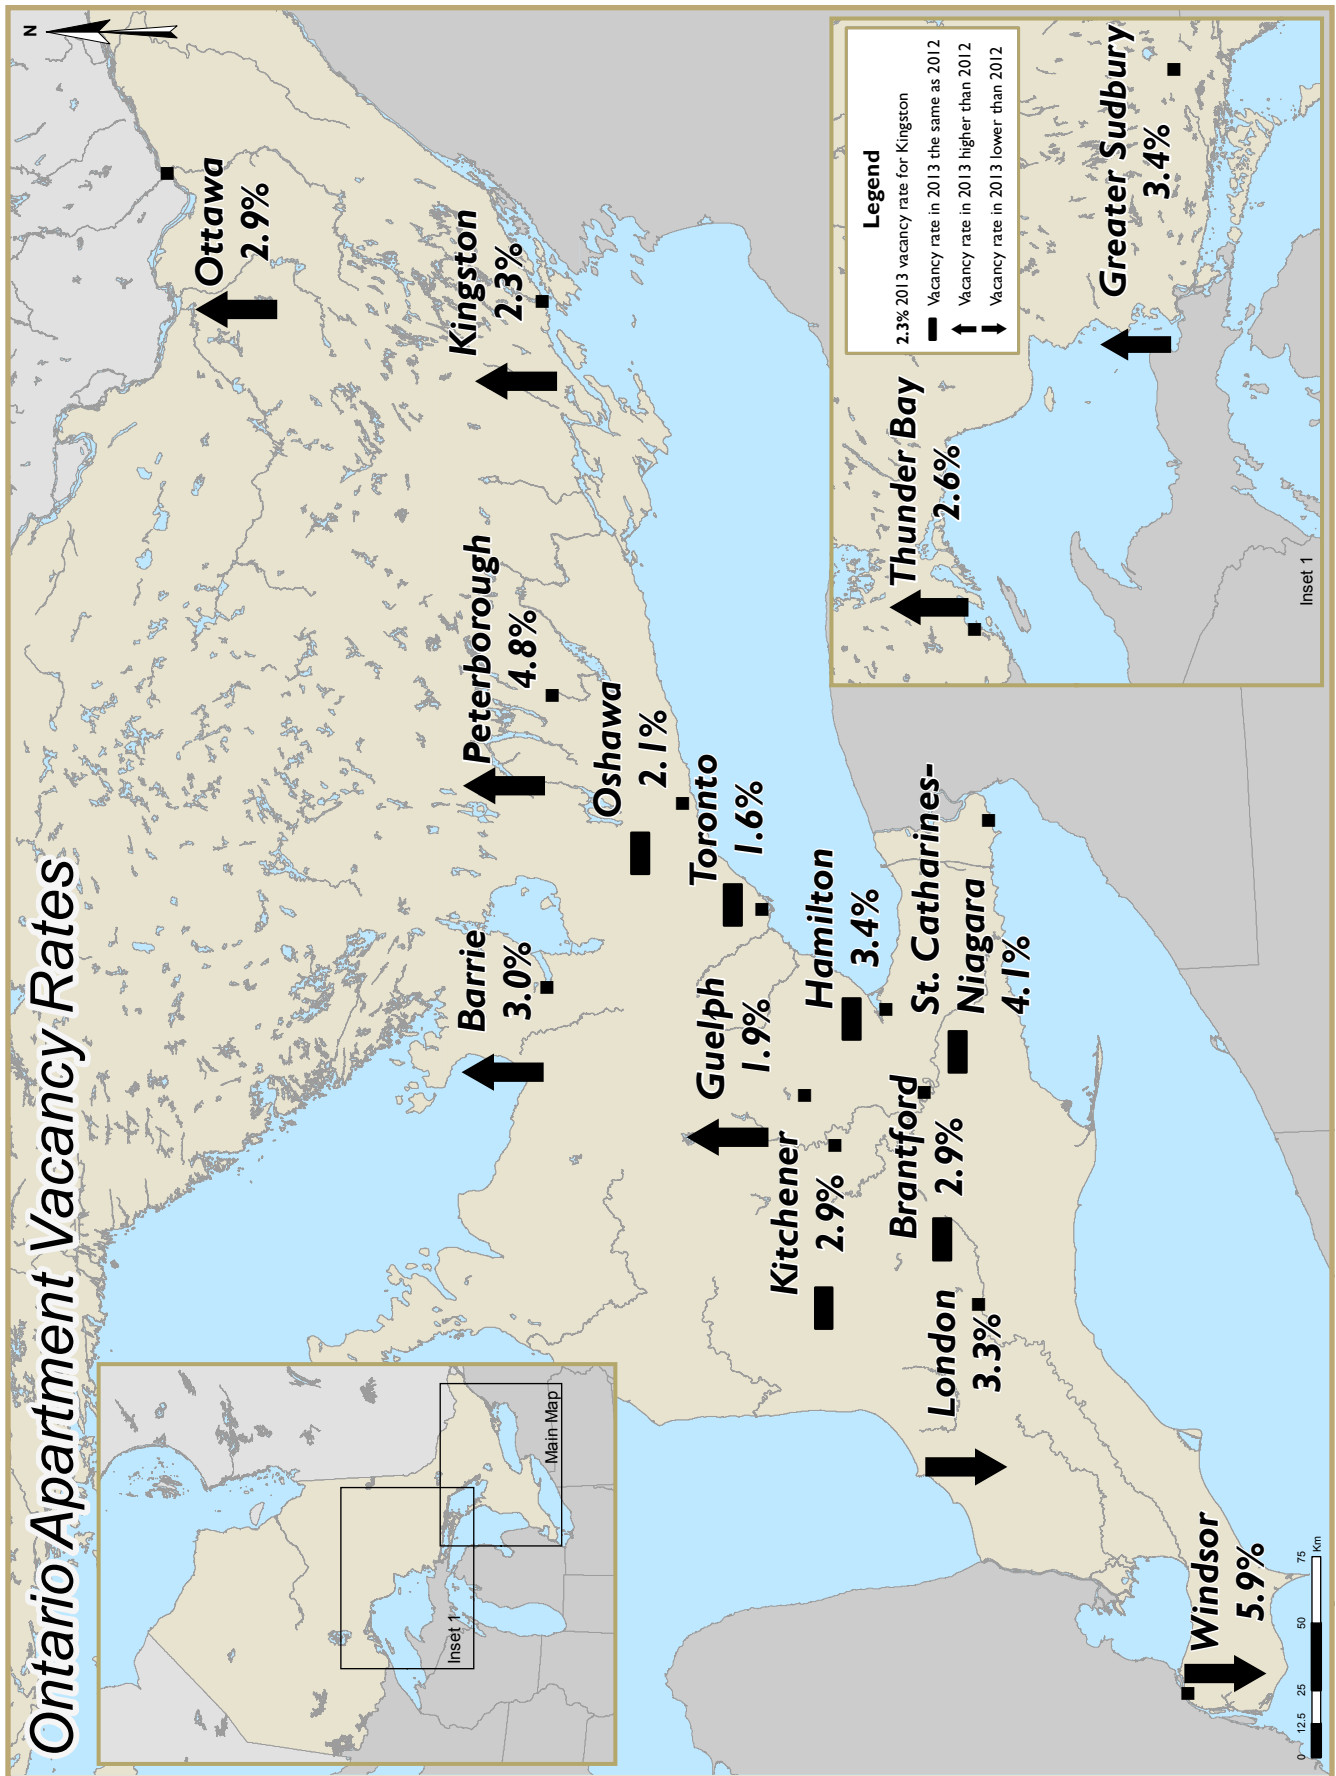 Ontario Apartment Vacancy Rates
N
Ottawa
2.9%
Kingston
2.3%
Peterborough
4.8%
Oshawa
2.1%
Toronto
1.6%
Barrie
3.0%
Guelph
1.9%
Hamilton
3.4%
St. Catharines-
Niagara
4.1%
Kitchener
2.9%
Brantford
2.9%
London
3.3%
Windsor
5.9%
Main Map
Inset 1
0 12.5 25 50 75
Km
Legend
2.3% 2013 vacancy rate for Kingston
Vacancy rate in 2013 the same as 2012
Vacancy rate in 2013 higher than 2012
Vacancy rate in 2013 lower than 2012
Thunder Bay
2.6%
Greater Sudbury
3.4%
Inset 1